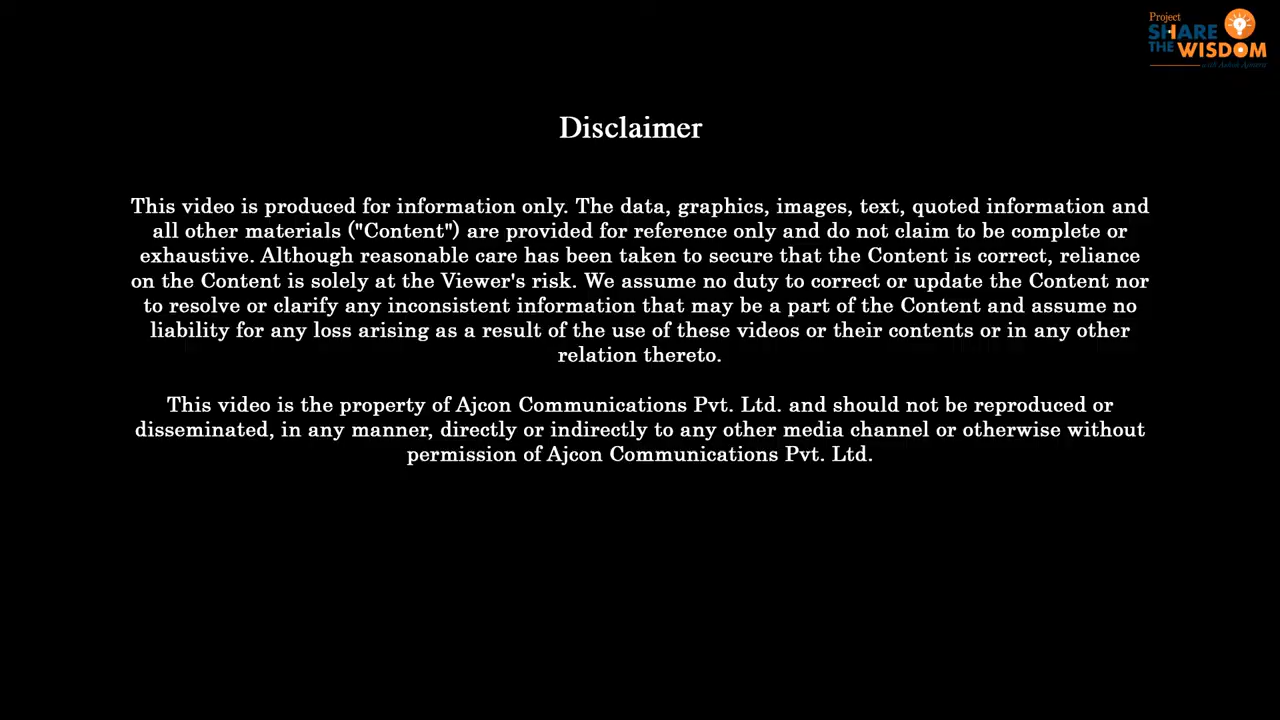 Project
SHARE
THE WISDOM
Disclaimer
This video is produced for information only. The data, graphics, images, text, quoted information and
all other materials ("Content") are provided for reference only and do not claim to be complete or
exhaustive. Although reasonable care has been taken to secure that the Content is correct, reliance
on the Content is solely at the Viewer's risk. We assume no duty to correct or update the Content nor
to resolve or clarify any inconsistent information that may be a part of the Content and assume no
liability for any loss arising as a result of the use of these videos or their contents or in any other
relation thereto.
This video is the property of Ajcon Communications Pvt. Ltd. and should not be reproduced or
disseminated, in any manner, directly or indirectly to any other media channel or otherwise without
permission of Ajcon Communications Pvt. Ltd.